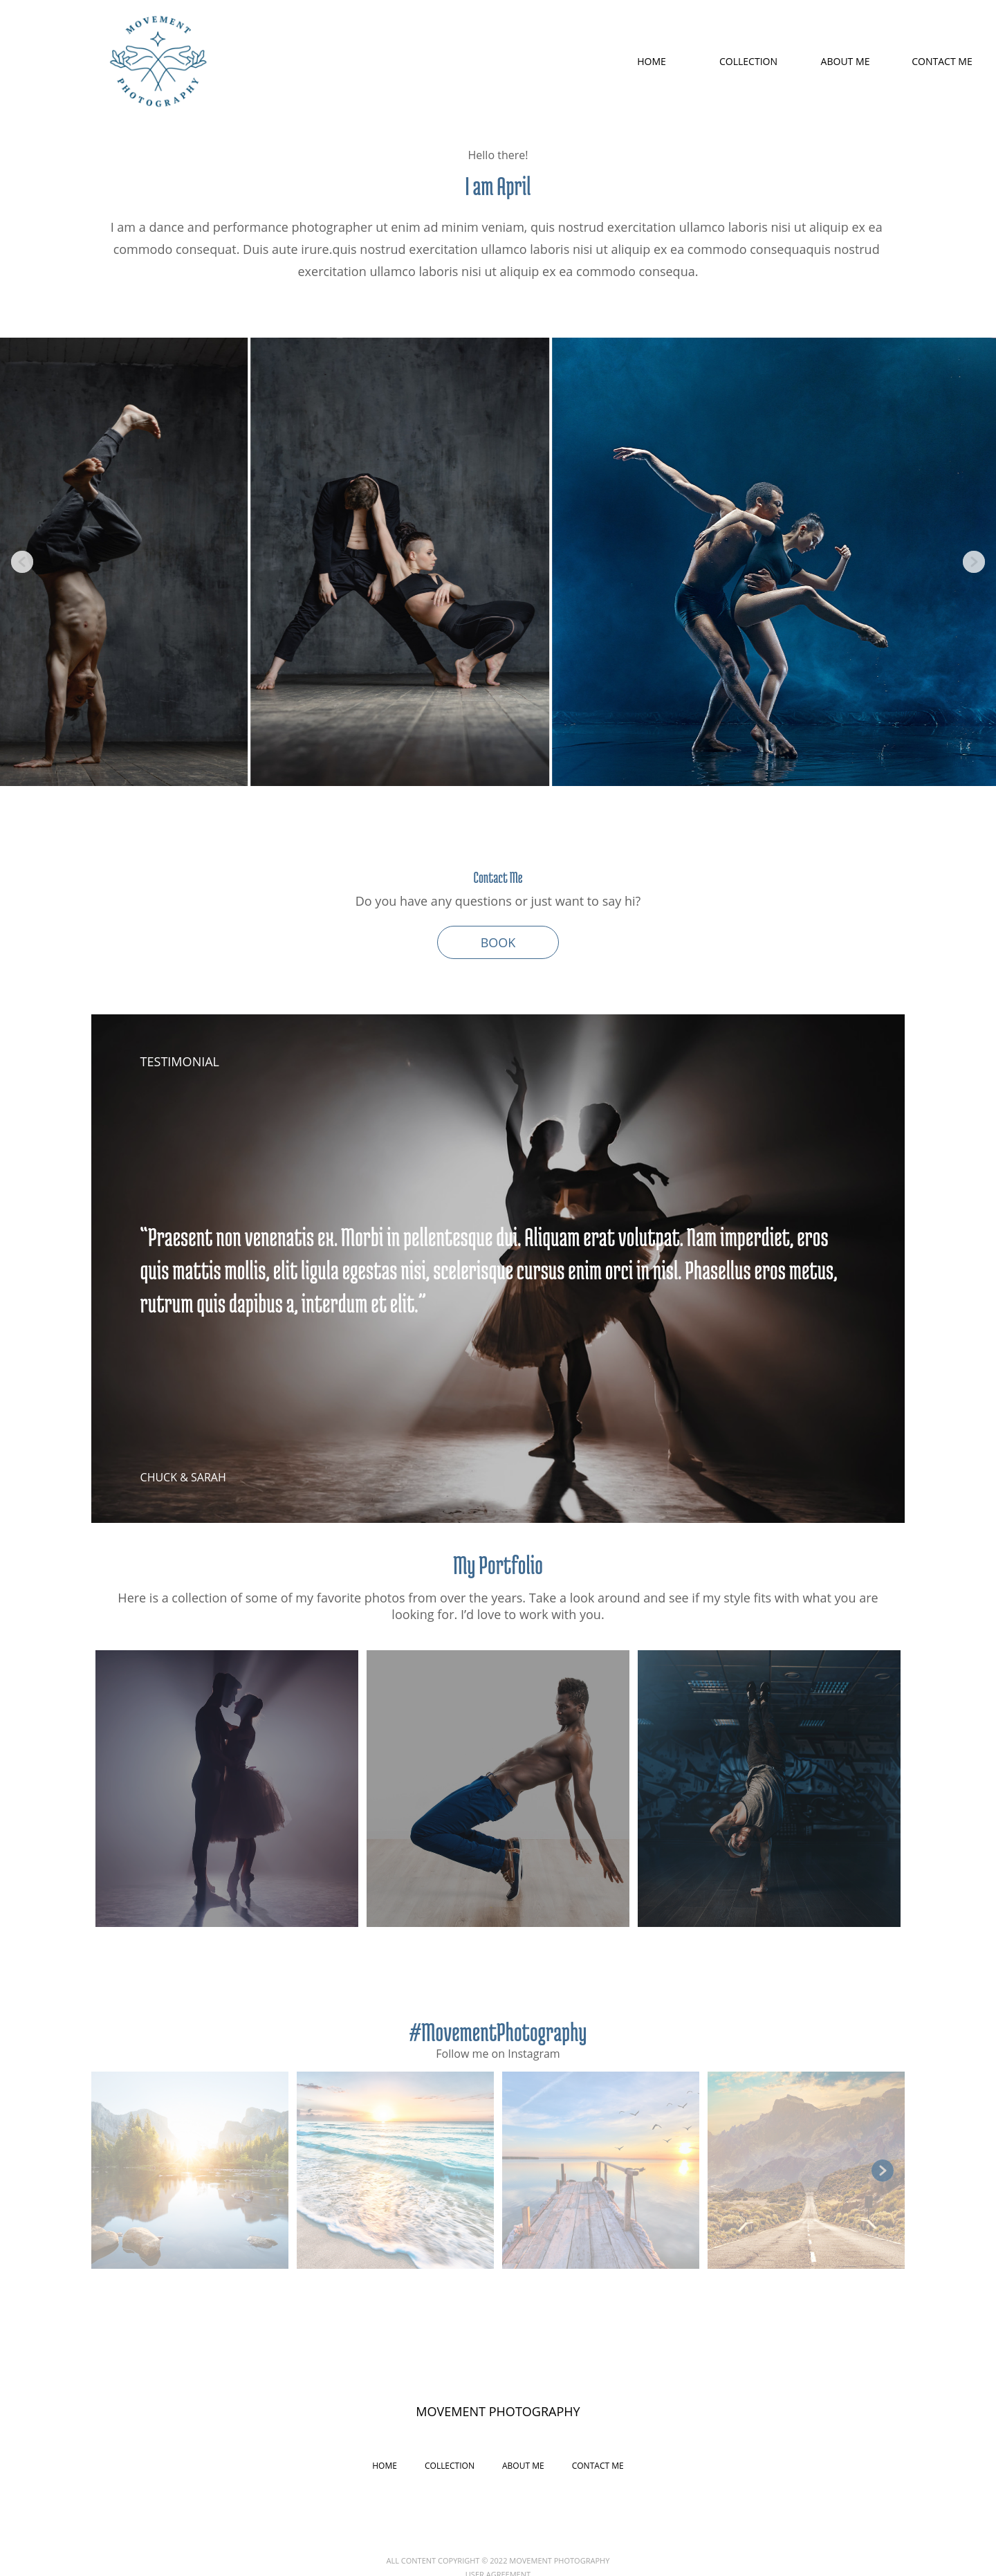 MOVEMENT
PHOTOGRAPHY
HOME
COLLECTION
ABOUT ME
CONTACT ME
Hello there!
I am April
I am a dance and performance photographer ut enim ad minim veniam, quis nostrud exercitation ullamco laboris nisi ut aliquip ex ea
commodo consequat. Duis aute irure.quis nostrud exercitation ullamco laboris nisi ut aliquip ex ea commodo consequaquis nostrud
exercitation ullamco laboris nisi ut aliquip ex ea commodo consequa.
Contact Me
Do you have any questions or just want to say hi?
BOOK
TESTIMONIAL
“Praesent non venenatis ex. Morbi in pellentesque dui. Aliquam erat volutpat. Nam imperdiet, eros
quis mattis mollis, elit ligula egestas nisi, scelerisque cursus enim orci in nisl. Phasellus eros metus,
rutrum quis dapibus a, interdum et elit.”
CHUCK & SARAH
My Portfolio
Here is a collection of some of my favorite photos from over the years. Take a look around and see if my style fits with what you are
looking for. I’d love to work with you.
#MovementPhotography
Follow me on Instagram
MOVEMENT PHOTOGRAPHY
HOME
COLLECTION
ABOUT ME
CONTACT ME
ALL CONTENT COPYRIGHT © 2022 MOVEMENT PHOTOGRAPHY
USER AGREEMENT